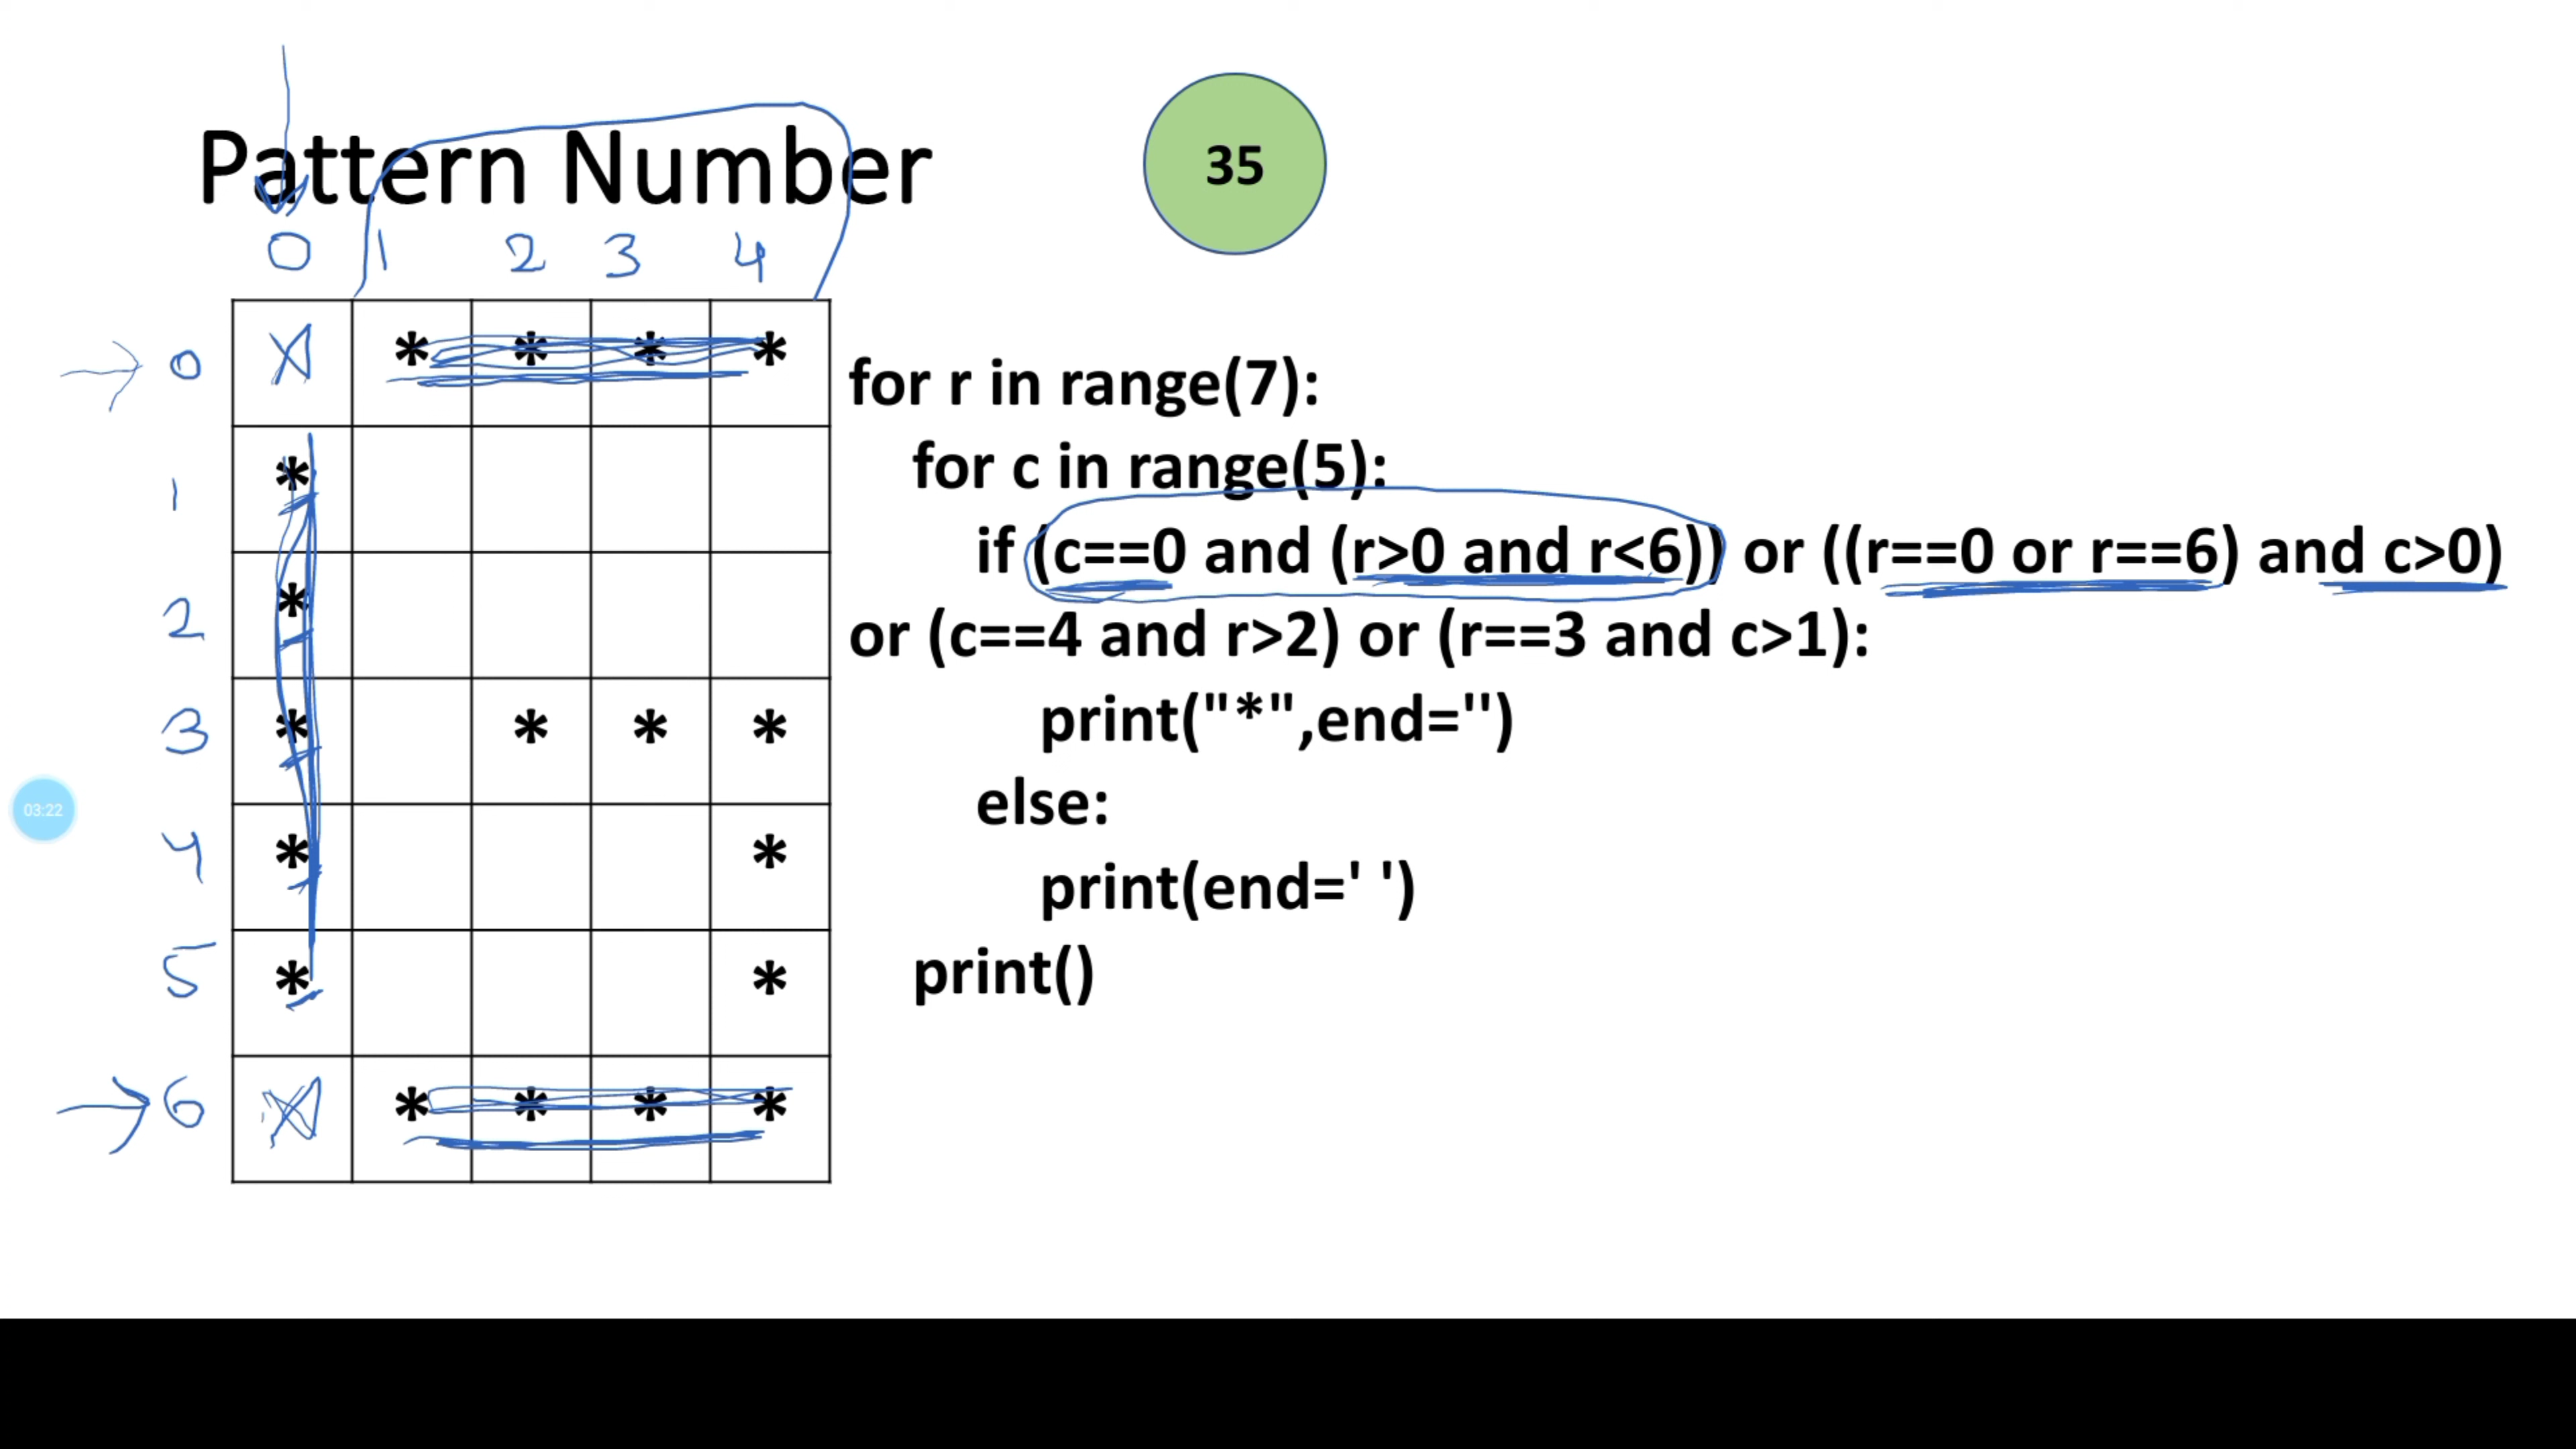 Pattern Number
35
0 1 2 3 4
0 X * * * *
1 *
2 *
3 * * * *
4 * *
5 * *
6 X * * * *
for r in range(7):
for c in range(5):
if (c==0 and (r>0 and r<6)) or ((r==0 or r==6) and c>0)
or (c==4 and r>2) or (r==3 and c>1):
print("*",end='')
else:
print(end=' ')
print()
03:22